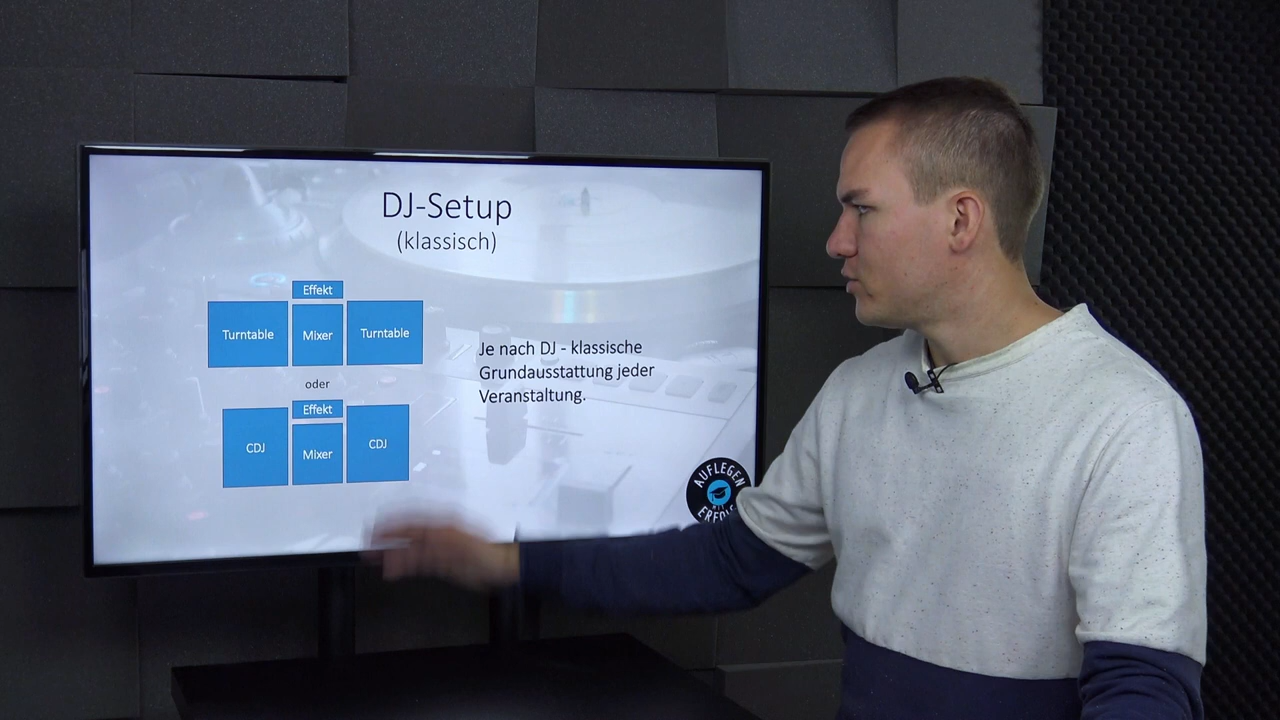 DJ-Setup
(klassisch)
Effekt
Turntable
Mixer
Turntable
oder
Effekt
CDJ
Mixer
CDJ
Je nach DJ - klassische
Grundausstattung jeder
Veranstaltung.
AUFLEGEN